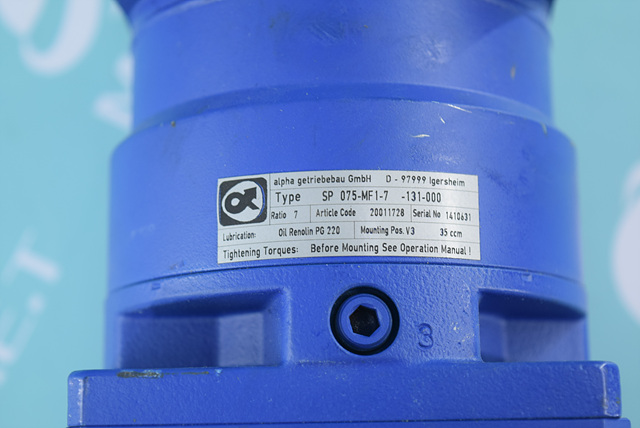 alpha getriebebau GmbH D - 97999 Igersheim
Type SP 075-MF1-7 -131-000
Ratio 7 Article Code 20011728 Serial No 1410631
Lubrication: Oil Renolin PG 220 Mounting Pos. V3 35 ccm
Tightening Torques: Before Mounting See Operation Manual !
3